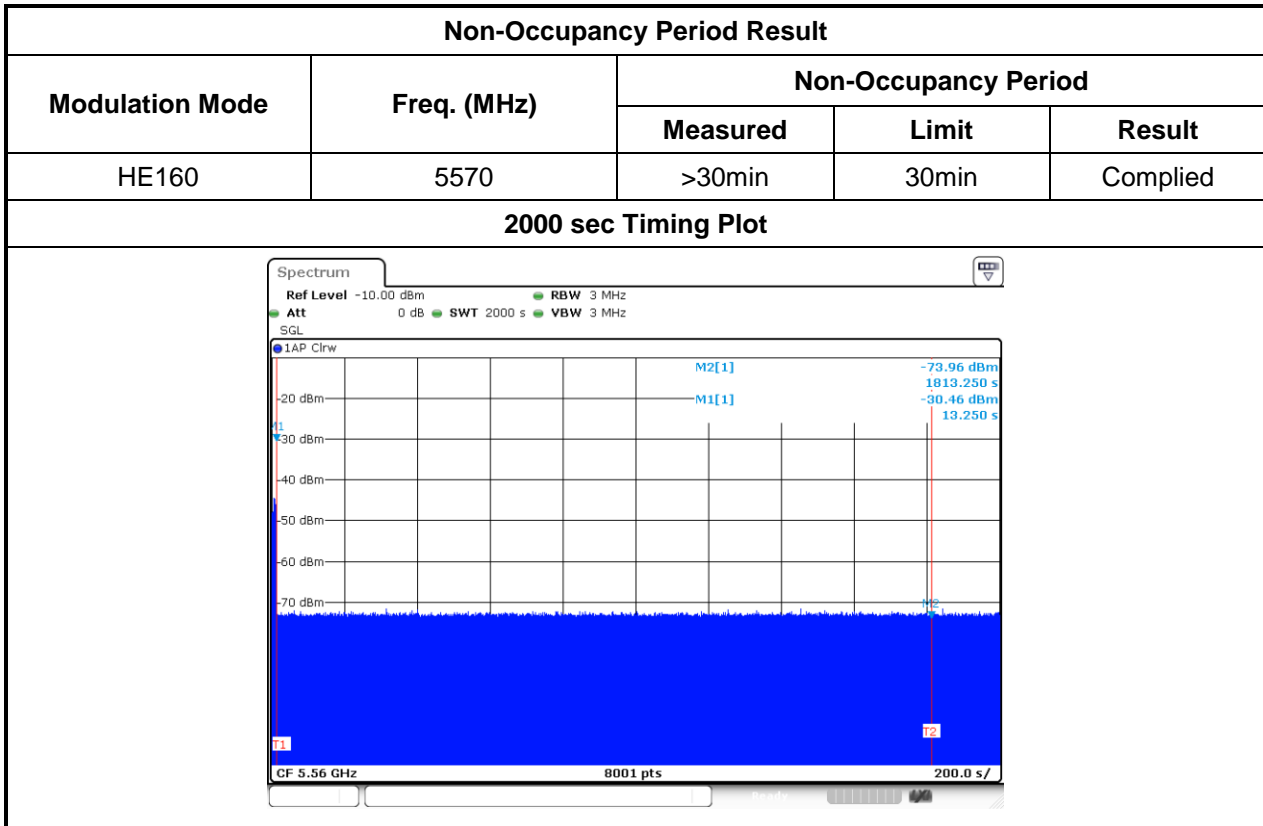 Non-Occupancy Period Result
Modulation Mode
Freq. (MHz)
Non-Occupancy Period
Measured
Limit
Result
HE160
5570
>30min
30min
Complied
2000 sec Timing Plot
Spectrum
Ref Level -10.00 dBm
RBW 3 MHz
Att 0 dB SWT 2000 s VBW 3 MHz
SGL
1AP Clrw
M2[1] -73.96 dBm
1813.250 s
-20 dBm
M1[1] -30.46 dBm
13.250 s
M1
-30 dBm
-40 dBm
-50 dBm
-60 dBm
-70 dBm
M2
T2
T1
CF 5.56 GHz 8001 pts 200.0 s/
Ready